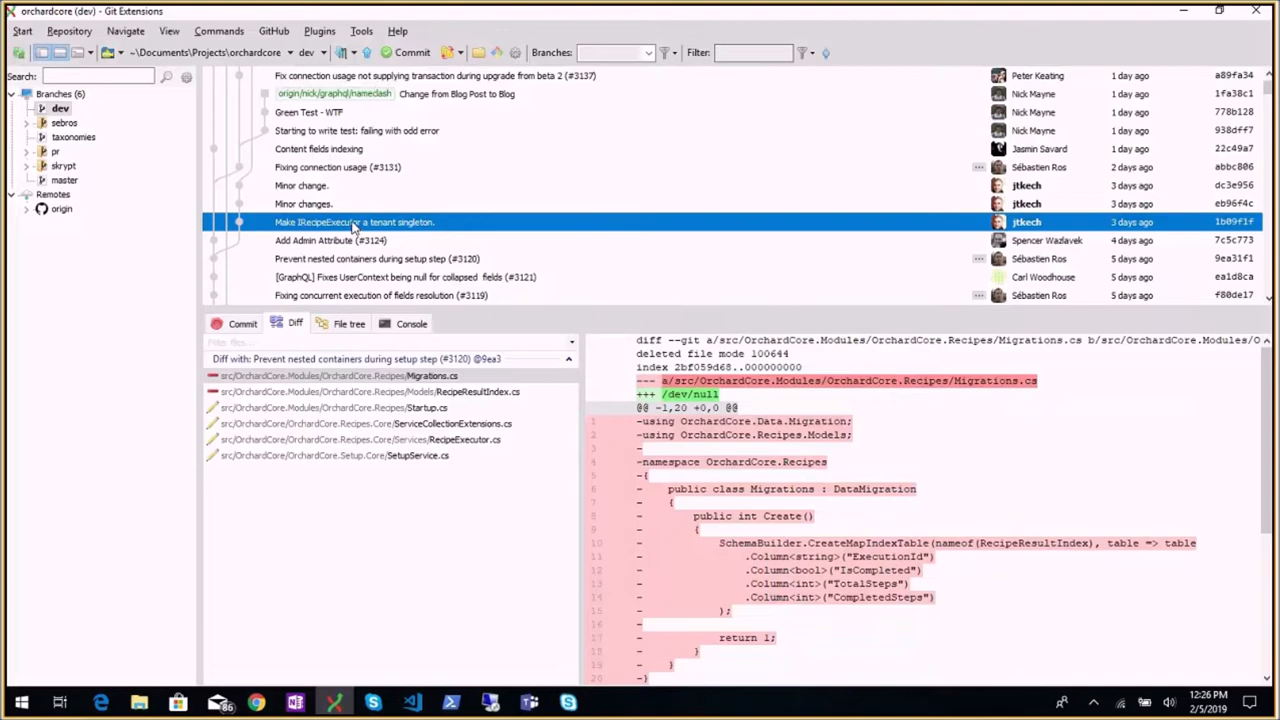 orchardcore (dev) - Git Extensions
Start Repository Navigate View Commands GitHub Plugins Tools Help
~\Documents\Projects\orchardcore dev Commit Branches: Filter:
Search:
Branches (6)
dev
sebros
taxonomies
pr
skrypt
master
Remotes
origin
Fix connection usage not supplying transaction during upgrade from beta 2 (#3137) Peter Keating 1 day ago a89fa34
origin/nick/graphql/nameclash Change from Blog Post to Blog Nick Mayne 1 day ago 1fa38c1
Green Test - WTF Nick Mayne 1 day ago 778b128
Starting to write test: failing with odd error Nick Mayne 1 day ago 938dff7
Content fields indexing Jasmin Savard 1 day ago 22c49a7
Fixing connection usage (#3131) Sébastien Ros 2 days ago abbc806
Minor change. jtkech 3 days ago dc3e956
Minor changes. jtkech 3 days ago eb96f4c
Make IRecipeExecutor a tenant singleton. jtkech 3 days ago 1b09f1f
Add Admin Attribute (#3124) Spencer Wazlavek 4 days ago 7c5c773
Prevent nested containers during setup step (#3120) Sébastien Ros 5 days ago 9ea31f1
[GraphQL] Fixes UserContext being null for collapsed fields (#3121) Carl Woodhouse 5 days ago ea1d8ca
Fixing concurrent execution of fields resolution (#3119) Sébastien Ros 5 days ago f80de17
Commit Diff File tree Console
Filter files...
Diff with: Prevent nested containers during setup step (#3120) @9ea3
src/OrchardCore.Modules/OrchardCore.Recipes/Migrations.cs
src/OrchardCore.Modules/OrchardCore.Recipes/Models/RecipeResultIndex.cs
src/OrchardCore.Modules/OrchardCore.Recipes/Startup.cs
src/OrchardCore/OrchardCore.Recipes.Core/ServiceCollectionExtensions.cs
src/OrchardCore/OrchardCore.Recipes.Core/Services/RecipeExecutor.cs
src/OrchardCore/OrchardCore.Setup.Core/SetupService.cs
diff --git a/src/OrchardCore.Modules/OrchardCore.Recipes/Migrations.cs b/src/OrchardCore.Modules/O
deleted file mode 100644
index 2bf059d68..000000000
--- a/src/OrchardCore.Modules/OrchardCore.Recipes/Migrations.cs
+++ /dev/null
@@ -1,20 +0,0 @@
1 -using OrchardCore.Data.Migration;
2 -using OrchardCore.Recipes.Models;
3 -
4 -namespace OrchardCore.Recipes
5 -{
6 - public class Migrations : DataMigration
7 - {
8 - public int Create()
9 - {
10 - SchemaBuilder.CreateMapIndexTable(nameof(RecipeResultIndex), table => table
11 - .Column<string>("ExecutionId")
12 - .Column<bool>("IsCompleted")
13 - .Column<int>("TotalSteps")
14 - .Column<int>("CompletedSteps")
15 - );
16 -
17 - return 1;
18 - }
19 - }
20 -}
86
12:26 PM
2/5/2019